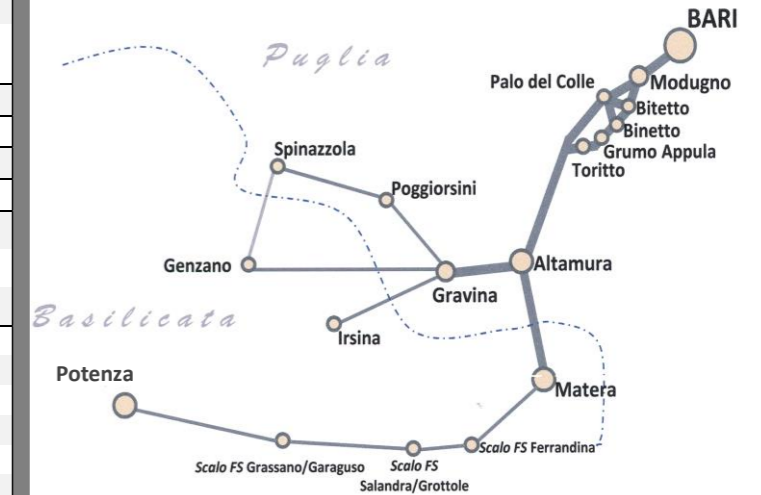 BARI
Puglia
Palo del Colle
Modugno
Bitetto
Binetto
Grumo Appula
Toritto
Spinazzola
Poggiorsini
Genzano
Altamura
Gravina
Basilicata
Irsina
Potenza
Matera
Scalo FS Ferrandina
Scalo FS Grassano/Garaguso
Scalo FS
Salandra/Grottole